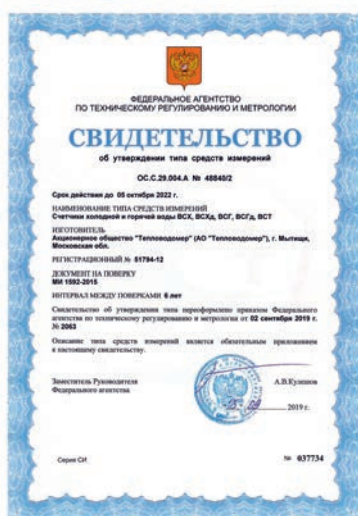 ФЕДЕРАЛЬНОЕ АГЕНТСТВО
ПО ТЕХНИЧЕСКОМУ РЕГУЛИРОВАНИЮ И МЕТРОЛОГИИ
СВИДЕТЕЛЬСТВО
об утверждении типа средств измерений
ОС.С.29.004.А № 48640/2
Срок действия до 05 октября 2022 г.
НАИМЕНОВАНИЕ ТИПА СРЕДСТВ ИЗМЕРЕНИЙ
Счетчики холодной и горячей воды ВСХ, ВСХд, ВСГ, ВСГд, ВСТ
ИЗГОТОВИТЕЛЬ
Акционерное общество "Тепловодомер" (АО "Тепловодомер"), г. Мытищи,
Московская обл.
РЕГИСТРАЦИОННЫЙ № 51794-12
ДОКУМЕНТ НА ПОВЕРКУ
МИ 1592-2015
ИНТЕРВАЛ МЕЖДУ ПОВЕРКАМИ 6 лет
Свидетельство об утверждении типа переоформлено приказом Федерального
агентства по техническому регулированию и метрологии от 02 сентября 2019 г.
№ 2063
Описание типа средств измерений является обязательным приложением
к настоящему свидетельству.
Заместитель Руководителя
Федерального агентства
А.В.Кулешов
2019 г.
Серия СИ
№ 037734